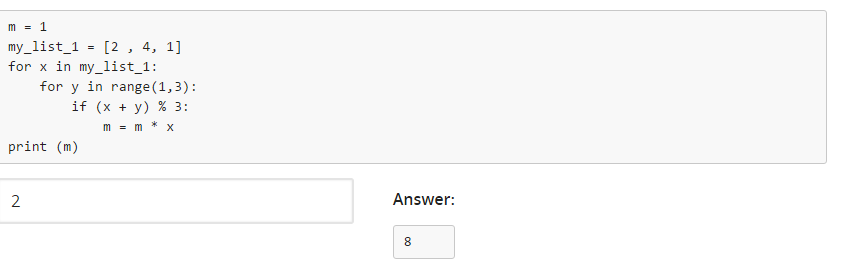 m = 1
my_list_1 = [2 , 4, 1]
for x in my_list_1:
    for y in range(1,3):
        if (x + y) % 3:
            m = m * x
print (m)
2
Answer:
8